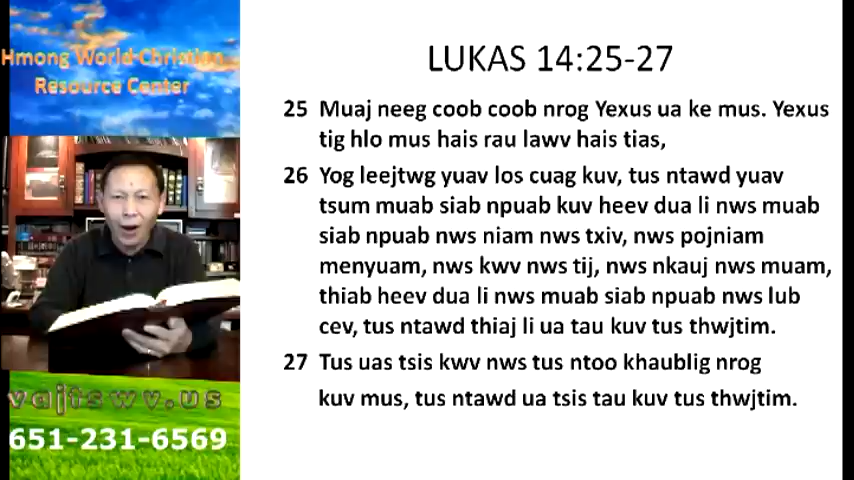 Hmong World Christian
Resource Center
vajtswv.us
651-231-6569
LUKAS 14:25-27
25 Muaj neeg coob coob nrog Yexus ua ke mus. Yexus
tig hlo mus hais rau lawv hais tias,
26 Yog leejtwg yuav los cuag kuv, tus ntawd yuav
tsum muab siab npuab kuv heev dua li nws muab
siab npuab nws niam nws txiv, nws pojniam
menyuam, nws kwv nws tij, nws nkauj nws muam,
thiab heev dua li nws muab siab npuab nws lub
cev, tus ntawd thiaj li ua tau kuv tus thwjtim.
27 Tus uas tsis kwv nws tus ntoo khaublig nrog
kuv mus, tus ntawd ua tsis tau kuv tus thwjtim.